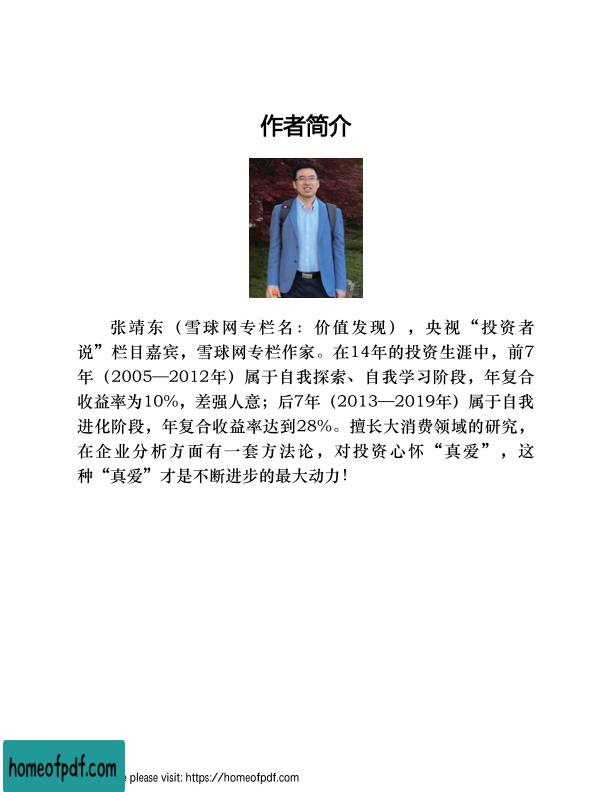 作者简介
张靖东（雪球网专栏名：价值发现），央视“投资者
说”栏目嘉宾，雪球网专栏作家。在14年的投资生涯中，前7
年（2005—2012年）属于自我探索、自我学习阶段，年复合
收益率为10%，差强人意；后7年（2013—2019年）属于自我
进化阶段，年复合收益率达到28%。擅长大消费领域的研究，
在企业分析方面有一套方法论，对投资心怀“真爱”，这
种“真爱”才是不断进步的最大动力！
homeofpdf.com
please visit: https://homeofpdf.com